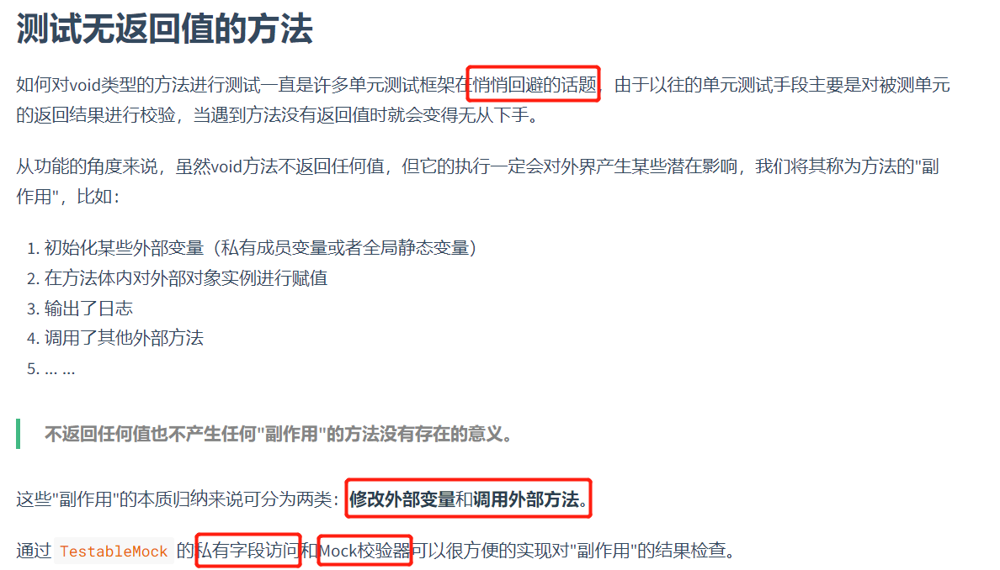 测试无返回值的方法
如何对void类型的方法进行测试一直是许多单元测试框架在悄悄回避的话题，由于以往的单元测试手段主要是对被测单元
的返回结果进行校验，当遇到方法没有返回值时就会变得无从下手。
从功能的角度来说，虽然void方法不返回任何值，但它的执行一定会对外界产生某些潜在影响，我们将其称为方法的"副
作用"，比如：
1. 初始化某些外部变量（私有成员变量或者全局静态变量）
2. 在方法体内对外部对象实例进行赋值
3. 输出了日志
4. 调用了其他外部方法
5. ... ...
不返回任何值也不产生任何"副作用"的方法没有存在的意义。
这些"副作用"的本质归纳来说可分为两类：修改外部变量和调用外部方法。
通过 TestableMock 的私有字段访问和Mock校验器可以很方便的实现对"副作用"的结果检查。